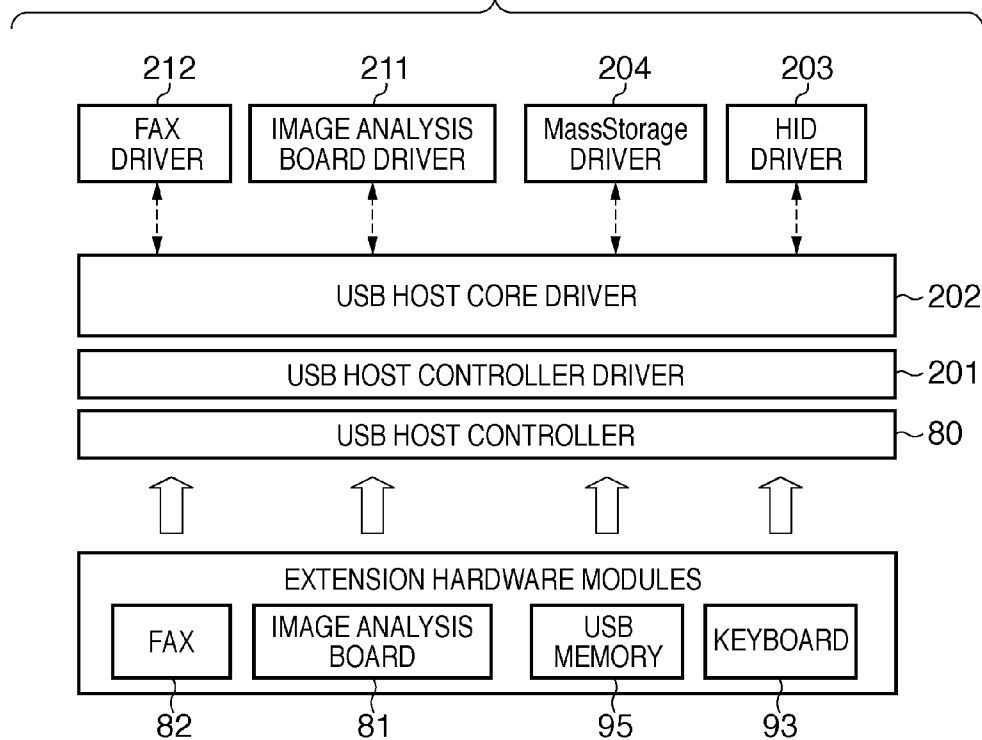 212
211
204
203
FAX
DRIVER
IMAGE ANALYSIS
BOARD DRIVER
MassStorage
DRIVER
HID
DRIVER
USB HOST CORE DRIVER
202
USB HOST CONTROLLER DRIVER
201
USB HOST CONTROLLER
80
EXTENSION HARDWARE MODULES
FAX
IMAGE ANALYSIS
BOARD
USB
MEMORY
KEYBOARD
82
81
95
93